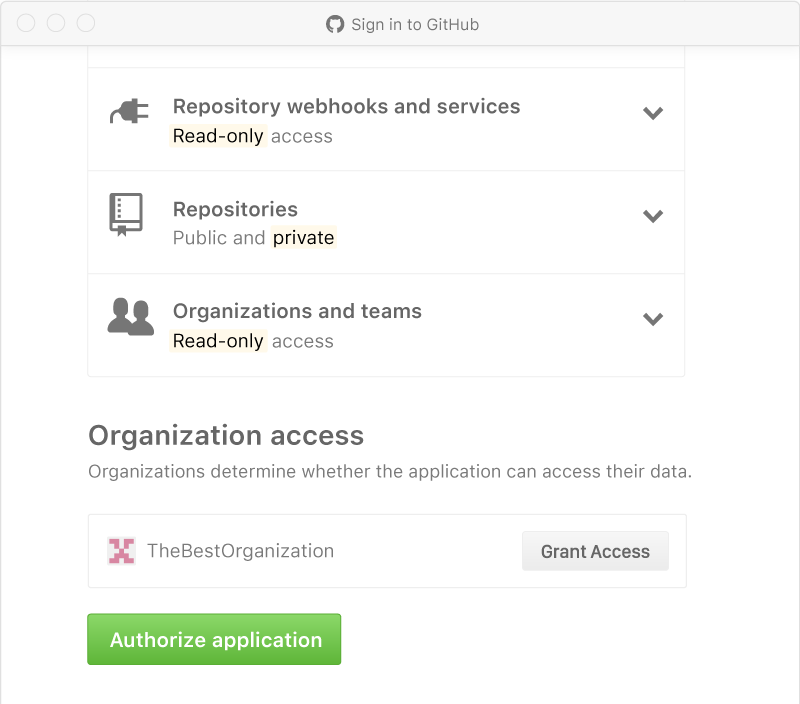 Sign in to GitHub
Repository webhooks and services
Read-only access
Repositories
Public and private
Organizations and teams
Read-only access
Organization access
Organizations determine whether the application can access their data.
TheBestOrganization
Grant Access
Authorize application